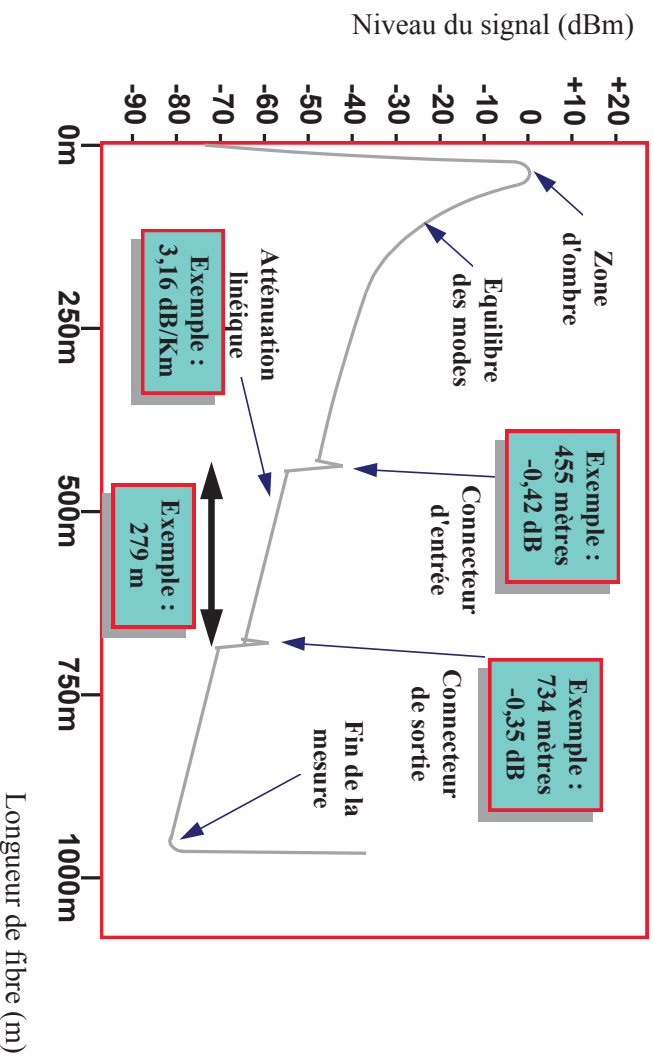 Niveau du signal (dBm)
+20
+10
0
-10
-20
-30
-40
-50
-60
-70
-80
-90
0m
250m
500m
750m
1000m
Longueur de fibre (m)
Zone
d'ombre
Equilibre
des modes
Exemple :
455 mètres
-0,42 dB
Connecteur
d'entrée
Exemple :
734 mètres
-0,35 dB
Connecteur
de sortie
Fin de la
mesure
Atténuation
linéique
Exemple :
3,16 dB/Km
Exemple :
279 m